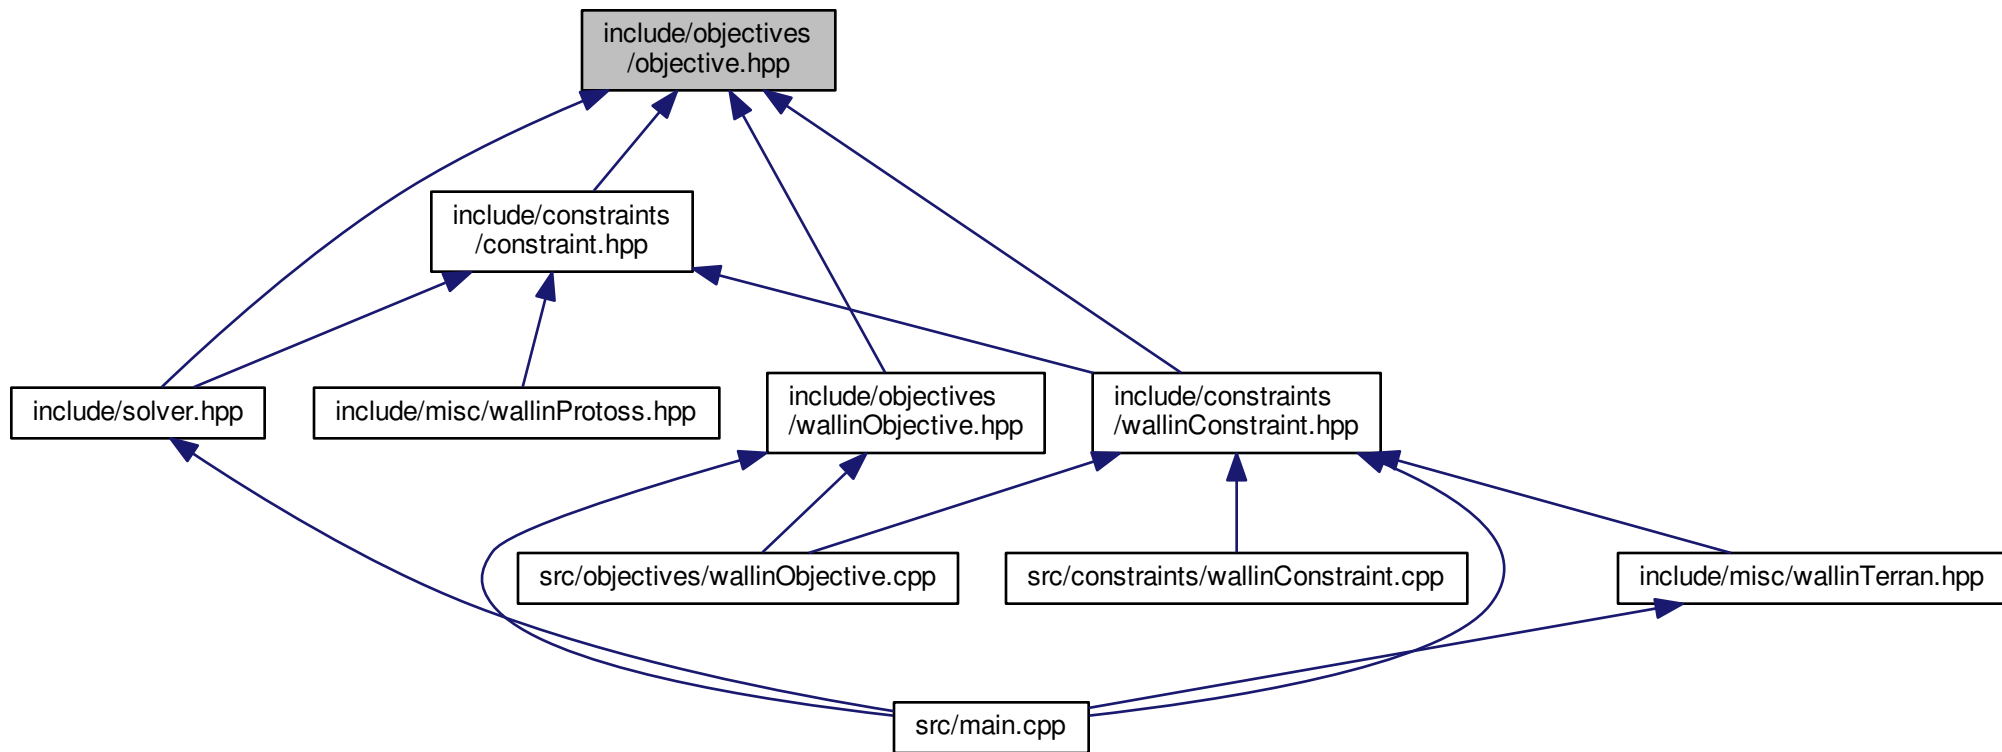 include/objectives
/objective.hpp
include/constraints
/constraint.hpp
include/solver.hpp
include/misc/wallinProtoss.hpp
include/objectives
/wallinObjective.hpp
include/constraints
/wallinConstraint.hpp
src/objectives/wallinObjective.cpp
src/constraints/wallinConstraint.cpp
include/misc/wallinTerran.hpp
src/main.cpp